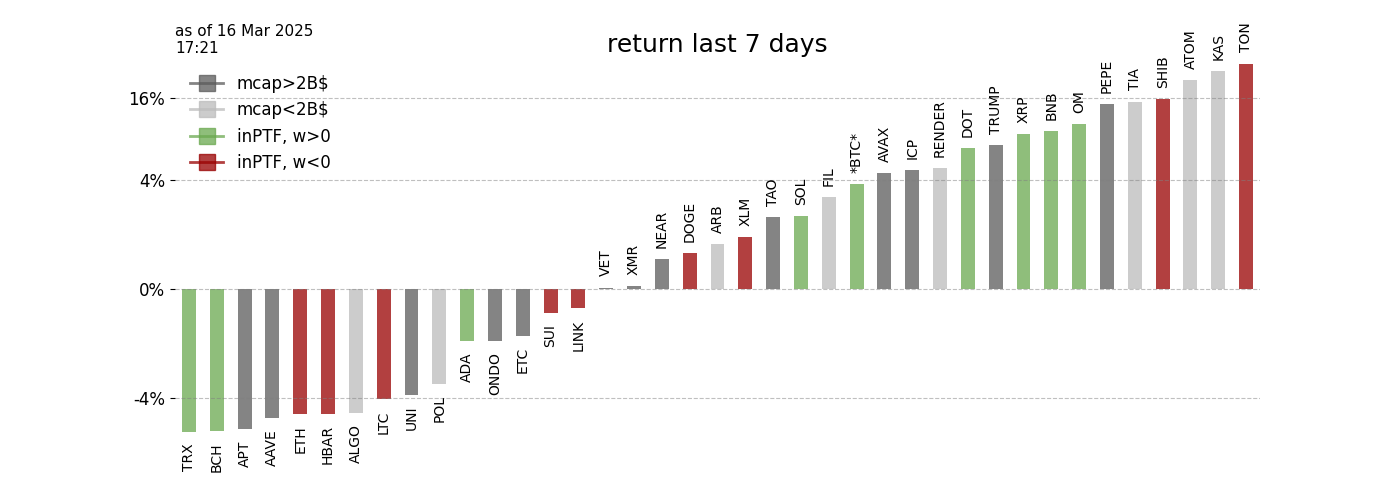 as of 16 Mar 2025
17:21
return last 7 days
mcap>2B$
mcap<2B$
inPTF, w>0
inPTF, w<0
16%
4%
0%
-4%
TRX
BCH
APT
AAVE
ETH
HBAR
ALGO
LTC
UNI
POL
ADA
ONDO
ETC
SUI
LINK
VET
XMR
NEAR
DOGE
ARB
XLM
TAO
SOL
FIL
*BTC*
AVAX
ICP
RENDER
DOT
TRUMP
XRP
BNB
OM
PEPE
TIA
SHIB
ATOM
KAS
TON